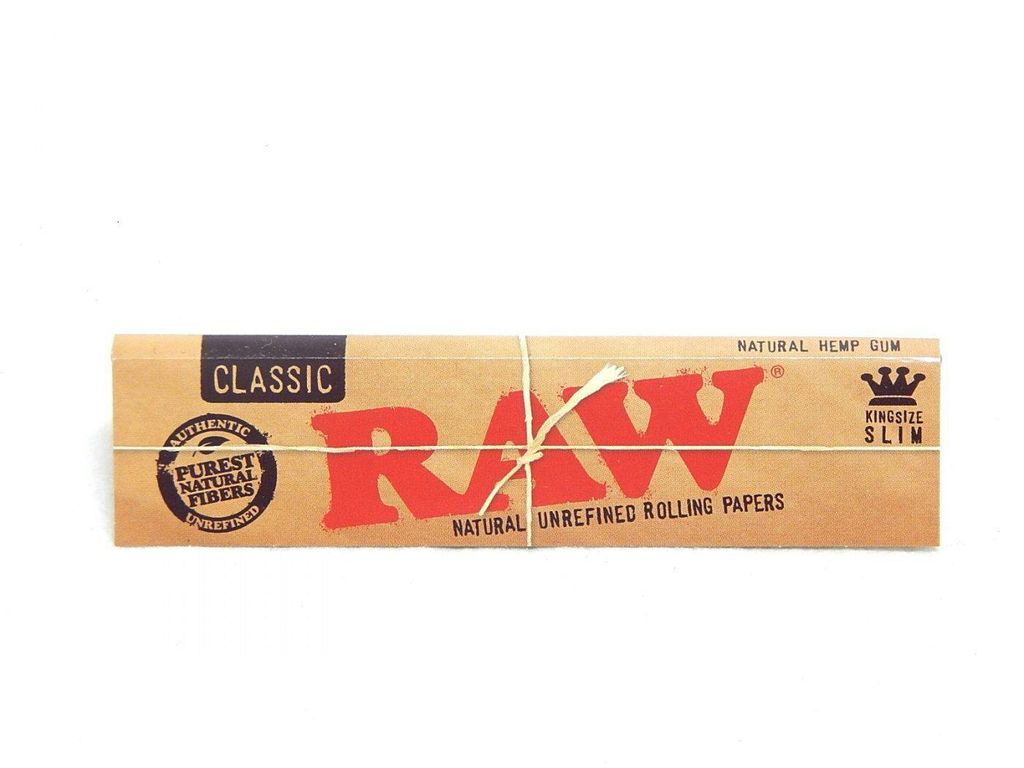 NATURAL HEMP GUM
CLASSIC
RAW®
KINGSIZE
SLIM
AUTHENTIC
PUREST
NATURAL
FIBERS
UNREFINED
NATURAL UNREFINED ROLLING PAPERS